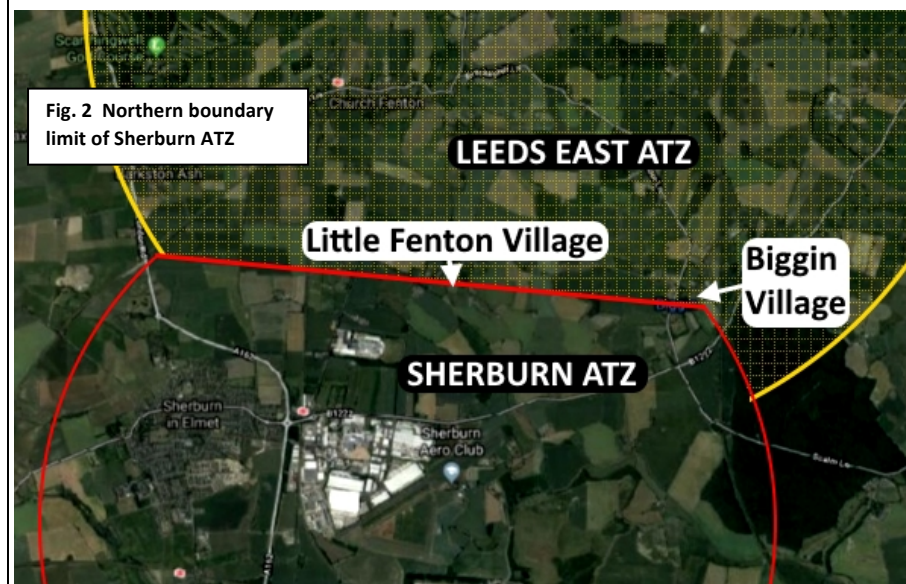 Fig. 2 Northern boundary
limit of Sherburn ATZ
Church Fenton
LEEDS EAST ATZ
Little Fenton Village
Biggin
Village
SHERBURN ATZ
A162
B1222
B1222
Sherburn
in Elmet
Sherburn
Aero Club
Scalm Ln